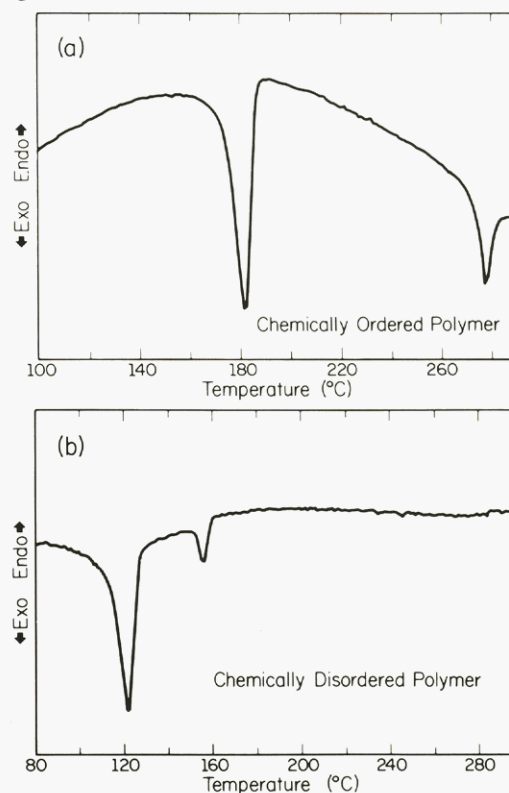 (a)
◄Exo Endo►
Chemically Ordered Polymer
100 140 180 220 260
Temperature (°C)
(b)
◄Exo Endo►
Chemically Disordered Polymer
80 120 160 200 240
Temperature (°C)